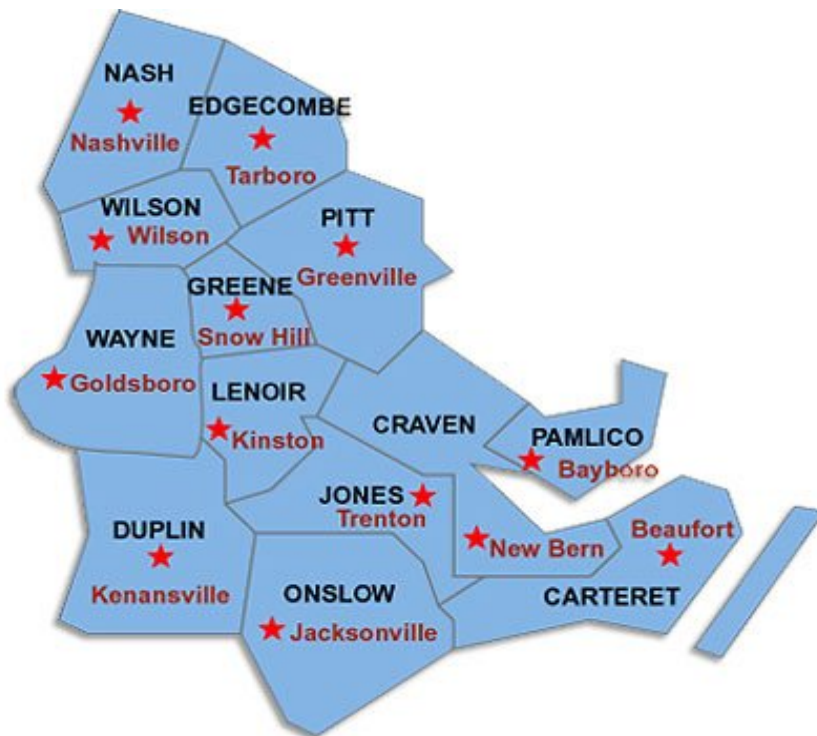 NASH
Nashville
EDGECOMBE
Tarboro
WILSON
Wilson
PITT
Greenville
GREENE
Snow Hill
WAYNE
Goldsboro
LENOIR
Kinston
CRAVEN
PAMLICO
Bayboro
JONES
Trenton
DUPLIN
Kenansville
New Bern
Beaufort
ONSLOW
Jacksonville
CARTERET